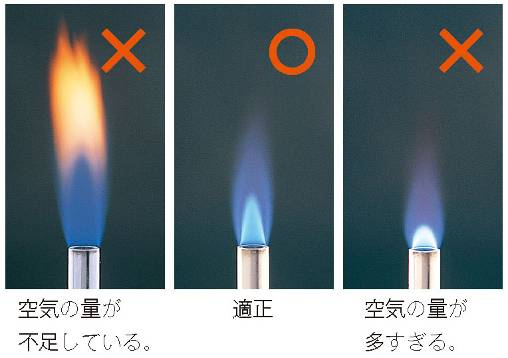 空気の量が
不足している。
適正
空気の量が
多すぎる。